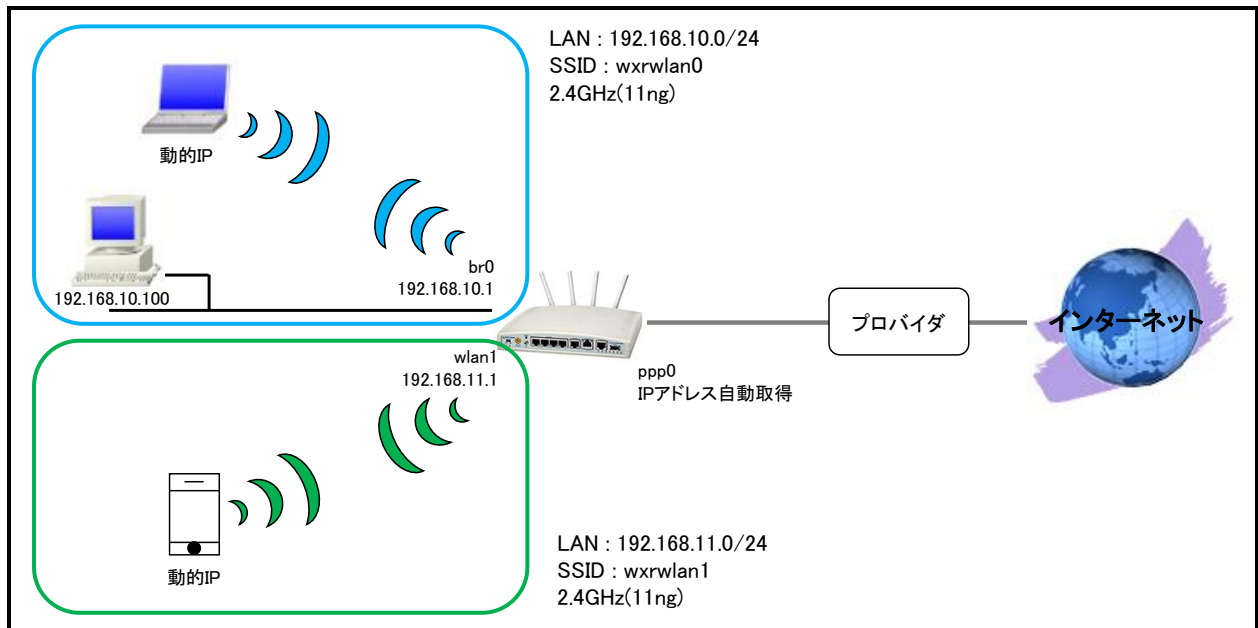 LAN : 192.168.10.0/24
SSID : wxrwlan0
2.4GHz(11ng)
動的IP
192.168.10.100
br0
192.168.10.1
プロバイダ
インターネット
ppp0
IPアドレス自動取得
wlan1
192.168.11.1
動的IP
LAN : 192.168.11.0/24
SSID : wxrwlan1
2.4GHz(11ng)